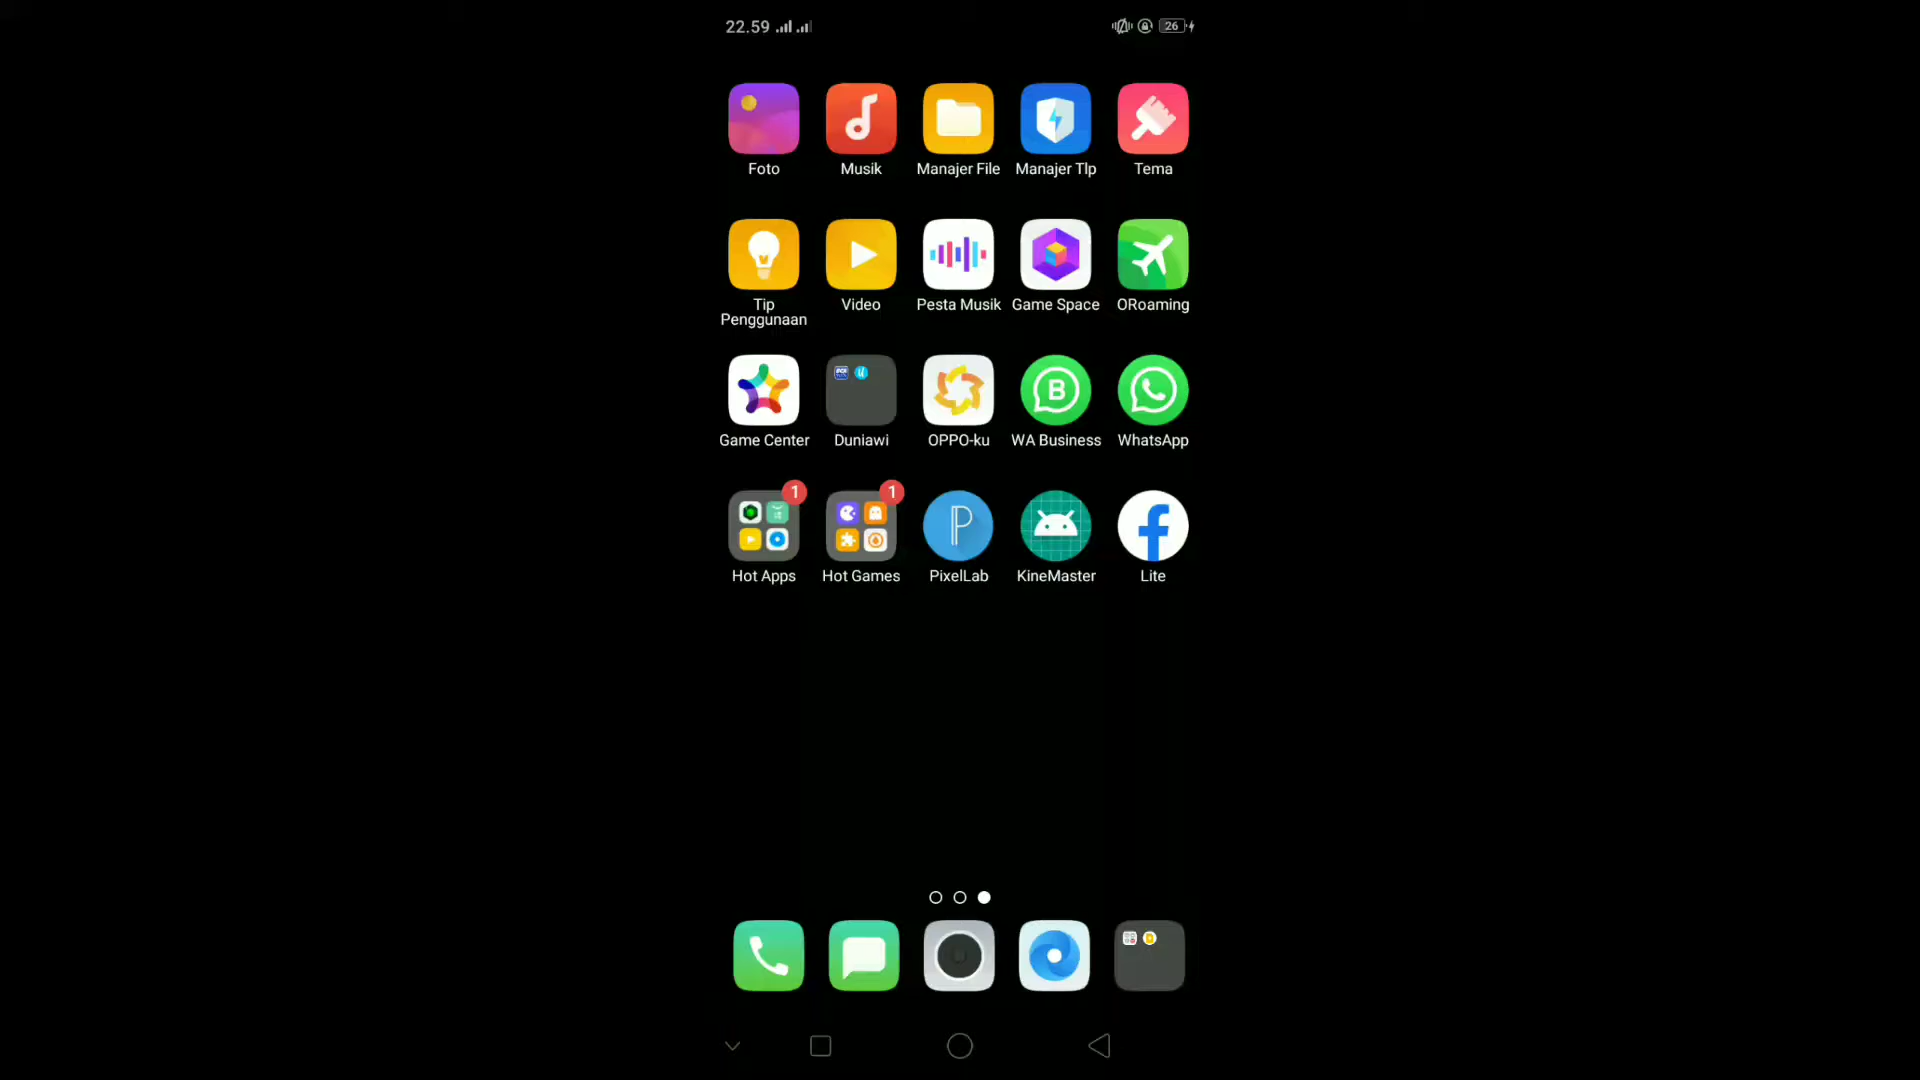 22.59
26
Foto
Musik
Manajer File
Manajer Tlp
Tema
Tip
Penggunaan
Video
Pesta Musik
Game Space
ORoaming
Game Center
Duniawi
OPPO-ku
B
WA Business
WhatsApp
1
1
Hot Apps
Hot Games
P
PixelLab
KineMaster
f
Lite